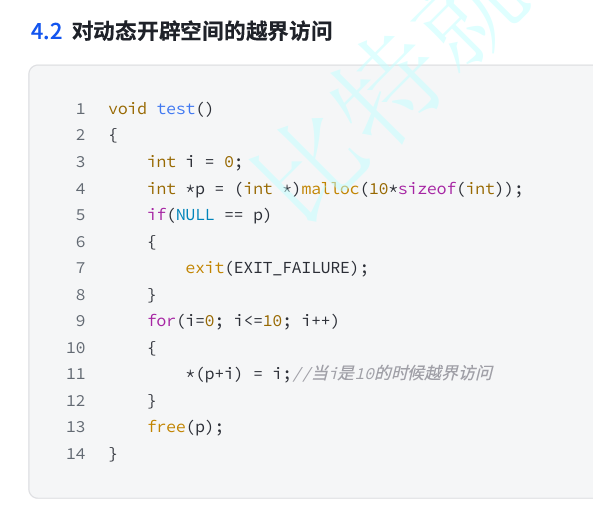 4.2 对动态开辟空间的越界访问
1 void test()
2 {
3 int i = 0;
4 int *p = (int *)malloc(10*sizeof(int));
5 if(NULL == p)
6 {
7 exit(EXIT_FAILURE);
8 }
9 for(i=0; i<=10; i++)
10 {
11 *(p+i) = i;//当i是10的时候越界访问
12 }
13 free(p);
14 }
比特就